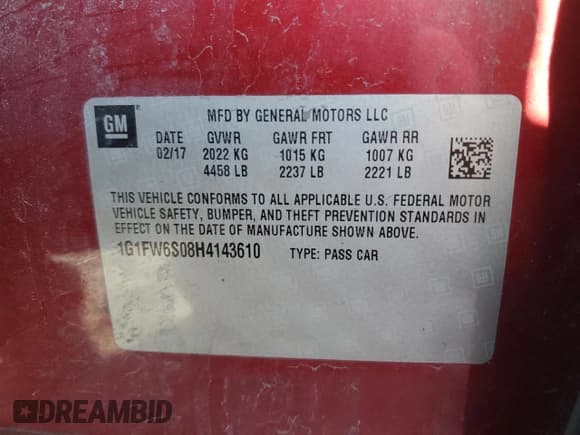 GM
MFD BY GENERAL MOTORS LLC
DATE GVWR GAWR FRT GAWR RR
02/17 2022 KG 1015 KG 1007 KG
4458 LB 2237 LB 2221 LB
THIS VEHICLE CONFORMS TO ALL APPLICABLE U.S. FEDERAL MOTOR
VEHICLE SAFETY, BUMPER, AND THEFT PREVENTION STANDARDS IN
EFFECT ON THE DATE OF MANUFACTURE SHOWN ABOVE.
1G1FW6S08H4143610 TYPE: PASS CAR
DREAMBID